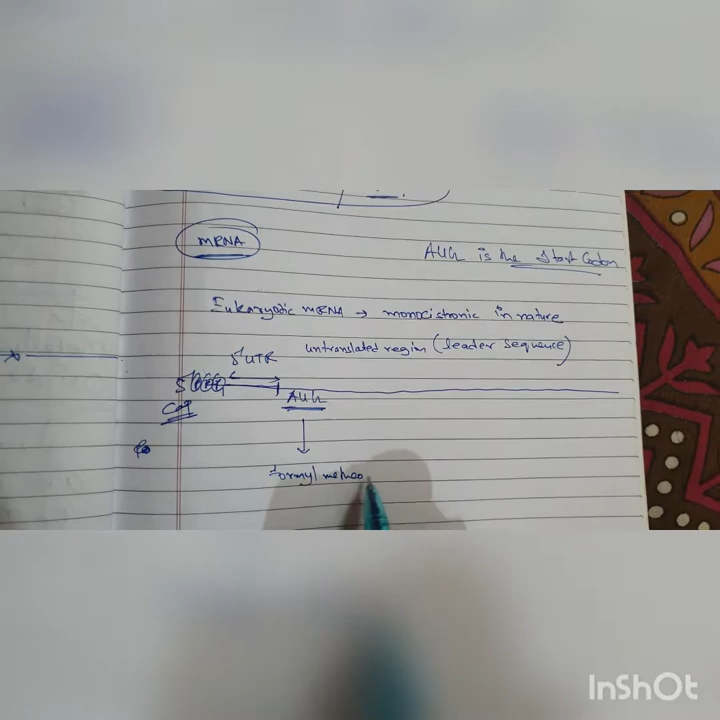 mRNA
AUG is the Start Codon
Eukaryotic mRNA → monocistronic in nature
untranslated region (leader sequence)
5' UTR
5'
Cap
AUG
formyl methio
InShOt